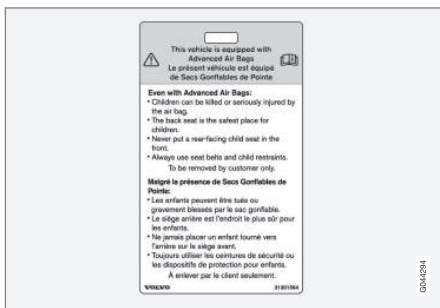 This vehicle is equipped with
Advanced Air Bags
Le présent véhicule est équipé
de Sacs Gonflables de Pointe
Even with Advanced Air Bags:
• Children can be killed or seriously injured by
the air bag.
• The back seat is the safest place for
children.
• Never put a rear-facing child seat in the
front.
• Always use seat belts and child restraints.
To be removed by customer only.
Malgré la présence de Sacs Gonflables de
Pointe:
• Les enfants peuvent être tués ou
gravement blessés par le sac gonflable.
• Le siège arrière est l'endroit le plus sûr pour
les enfants.
• Ne jamais placer un enfant tourné vers
l'arrière sur le siège avant.
• Toujours utiliser les ceintures de sécurité ou
les dispositifs de protection pour enfants.
À enlever par le client seulement.
VOLVO 31301564
G044294